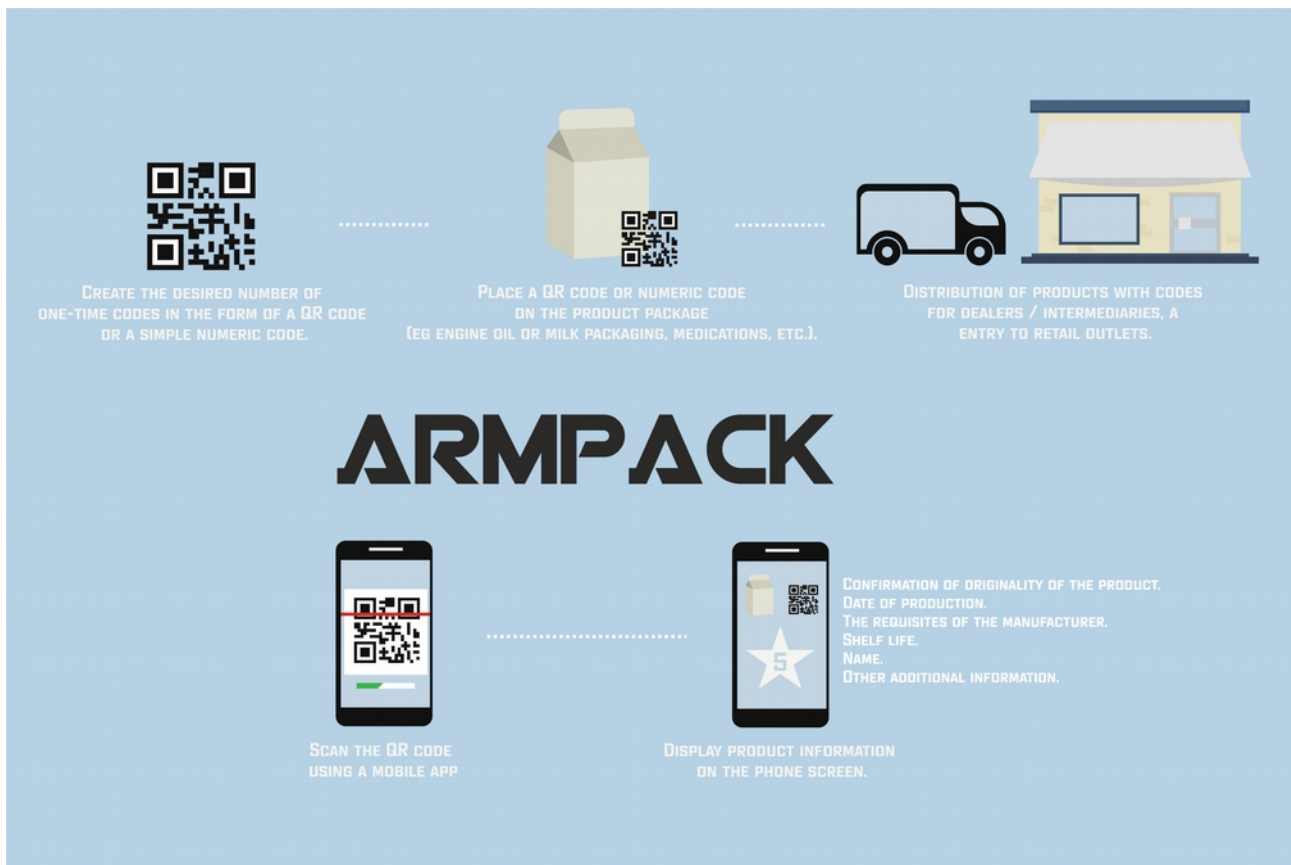 Create the desired number of
one-time codes in the form of a QR code
or a simple numeric code.
Place a QR code or numeric code
on the product package
(eg engine oil or milk packaging, medications, etc.).
Distribution of products with codes
for dealers / intermediaries, a
entry to retail outlets.
ARMPACK
5
Confirmation of originality of the product.
Date of production.
The requisites of the manufacturer.
Shelf life.
Name.
Other additional information.
Scan the QR code
using a mobile app
Display product information
on the phone screen.